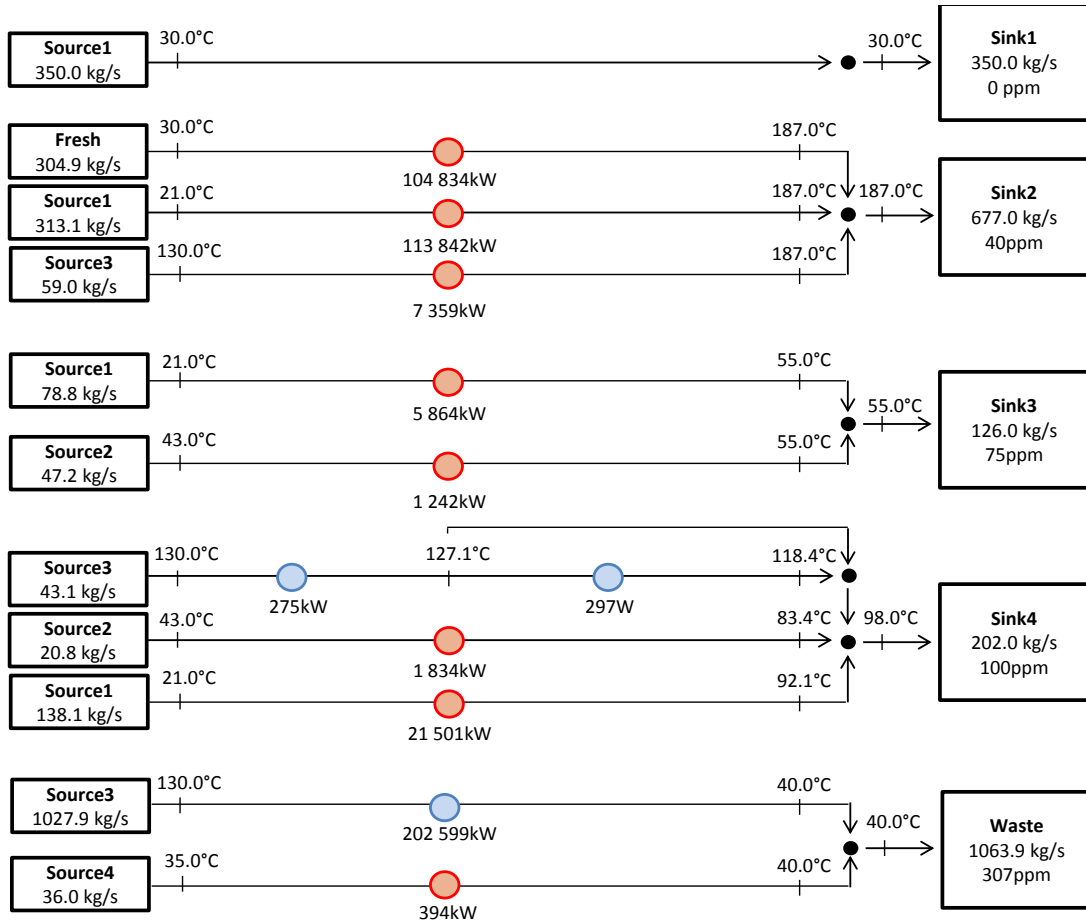 Source1
350.0 kg/s
30.0°C
30.0°C
Sink1
350.0 kg/s
0 ppm
Fresh
304.9 kg/s
30.0°C
104 834kW
187.0°C
Source1
313.1 kg/s
21.0°C
113 842kW
187.0°C
187.0°C
Sink2
677.0 kg/s
40ppm
Source3
59.0 kg/s
130.0°C
7 359kW
187.0°C
Source1
78.8 kg/s
21.0°C
5 864kW
55.0°C
55.0°C
Sink3
126.0 kg/s
75ppm
Source2
47.2 kg/s
43.0°C
1 242kW
55.0°C
Source3
43.1 kg/s
130.0°C
275kW
127.1°C
297W
118.4°C
Source2
20.8 kg/s
43.0°C
1 834kW
83.4°C
98.0°C
Sink4
202.0 kg/s
100ppm
Source1
138.1 kg/s
21.0°C
21 501kW
92.1°C
Source3
1027.9 kg/s
130.0°C
202 599kW
40.0°C
40.0°C
Waste
1063.9 kg/s
307ppm
Source4
36.0 kg/s
35.0°C
394kW
40.0°C